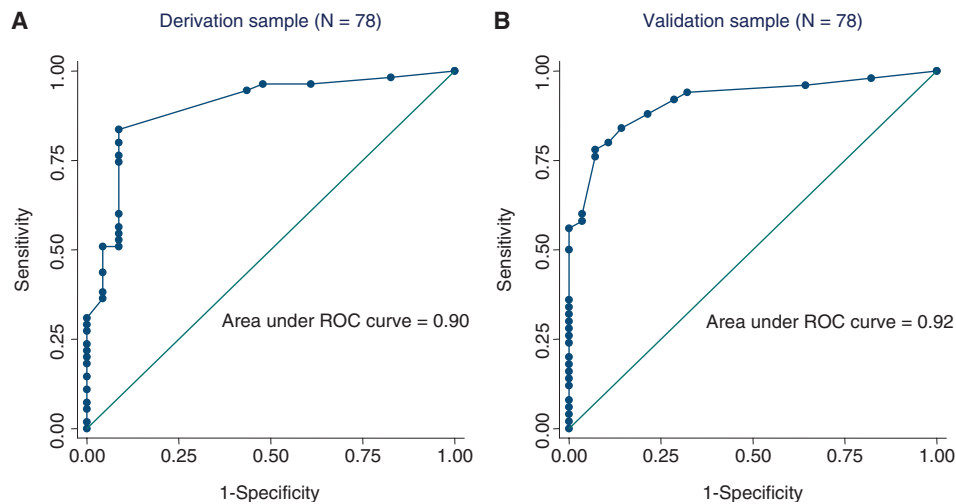 A
Derivation sample (N = 78)
1.00
0.75
0.50
0.25
0.00
Sensitivity
Area under ROC curve = 0.90
0.00 0.25 0.50 0.75 1.00
1-Specificity
B
Validation sample (N = 78)
1.00
0.75
0.50
0.25
0.00
Sensitivity
Area under ROC curve = 0.92
0.00 0.25 0.50 0.75 1.00
1-Specificity